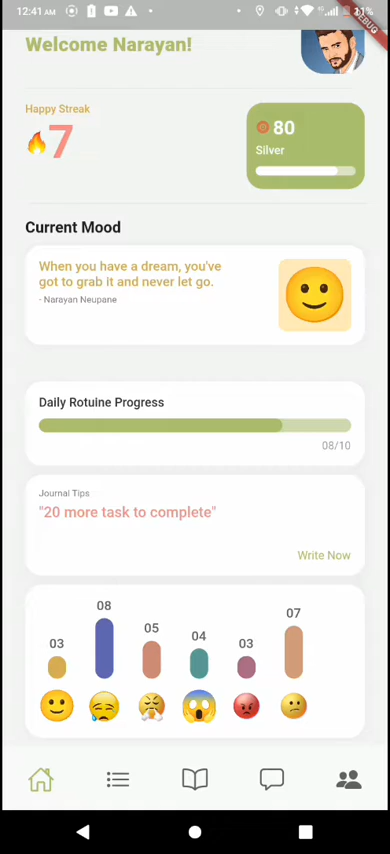 12:41 AM
11%
DEBUG
Welcome Narayan!
Happy Streak
7
80
Silver
Current Mood
When you have a dream, you've
got to grab it and never let go.
- Narayan Neupane
Daily Rotuine Progress
08/10
Journal Tips
"20 more task to complete"
Write Now
03
08
05
04
03
07